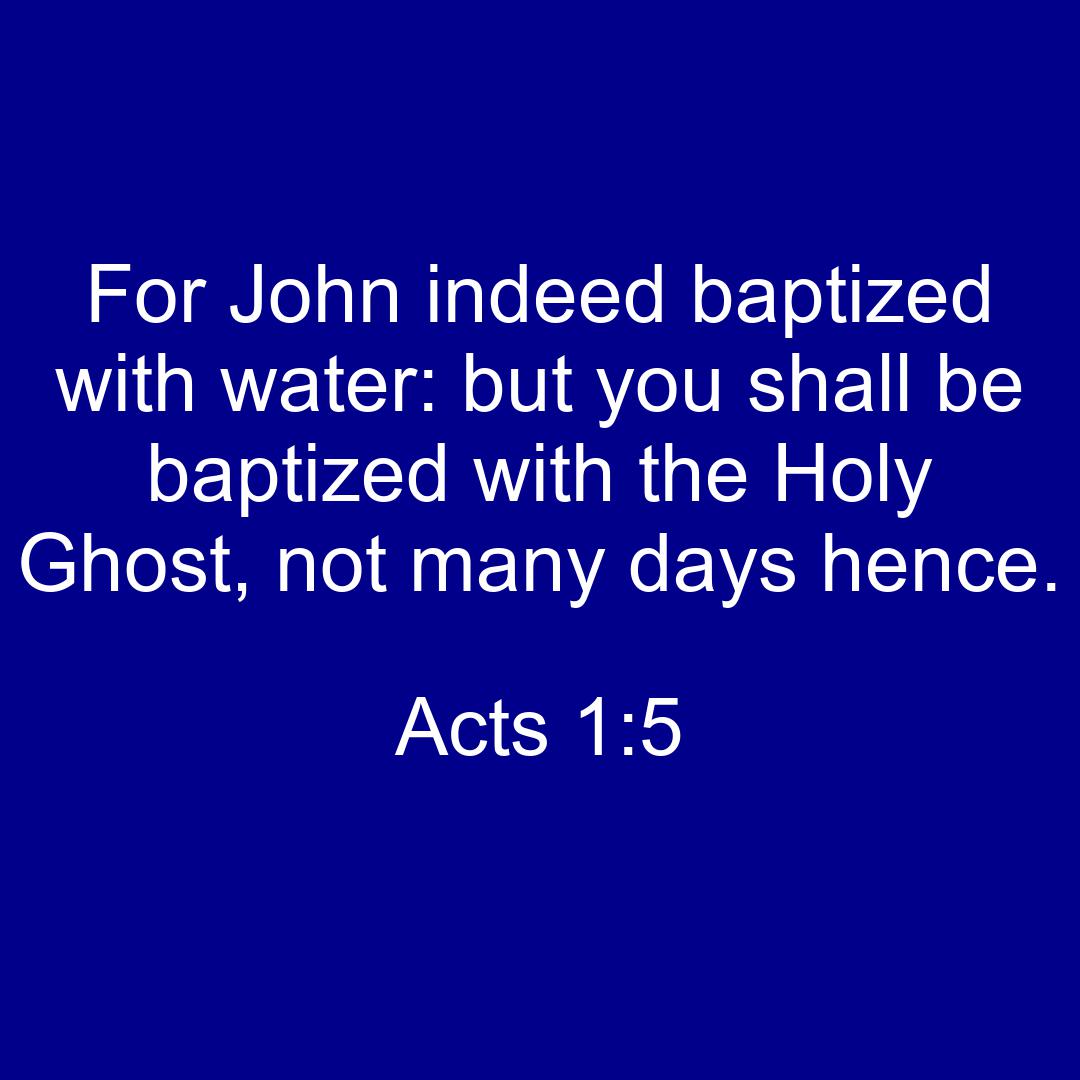 For John indeed baptized
with water: but you shall be
baptized with the Holy
Ghost, not many days hence.
Acts 1:5